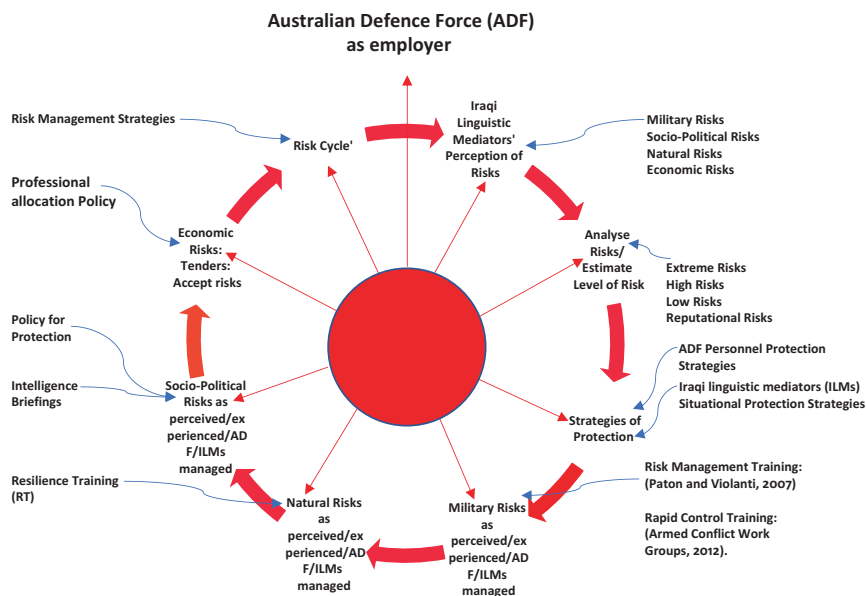 Australian Defence Force (ADF)
as employer
Risk Management Strategies
Risk Cycle'
Iraqi
Linguistic
Mediators'
Perception of
Risks
Military Risks
Socio-Political Risks
Natural Risks
Economic Risks
Professional
allocation Policy
Economic
Risks:
Tenders:
Accept risks
Analyse
Risks/
Estimate
Level of Risk
Extreme Risks
High Risks
Low Risks
Reputational Risks
Policy for
Protection
Intelligence
Briefings
Socio-Political
Risks as
perceived/ex
perienced/AD
F/ILMs
managed
ADF Personnel Protection
Strategies
Iraqi linguistic mediators (ILMs)
Situational Protection Strategies
Strategies of
Protection
Resilience Training
(RT)
Natural Risks
as
perceived/ex
perienced/AD
F/ILMs
managed
Military Risks
as
perceived/ex
perienced/AD
F/ILMs
managed
Risk Management Training:
(Paton and Violanti, 2007)
Rapid Control Training:
(Armed Conflict Work
Groups, 2012).